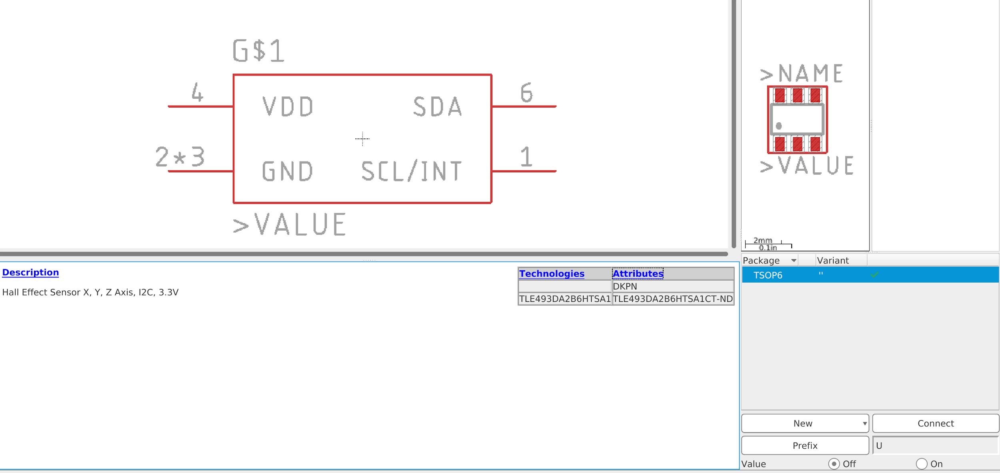 G$1
4
VDD
SDA
6
2*3
GND
SCL/INT
1
>VALUE
>NAME
>VALUE
2mm
0.1in
Description
Hall Effect Sensor X, Y, Z Axis, I2C, 3.3V
Technologies Attributes
DKPN
TLE493DA2B6HTSA1 TLE493DA2B6HTSA1CT-ND
Package Variant
TSOP6 ''
New Connect
Prefix U
Value Off On